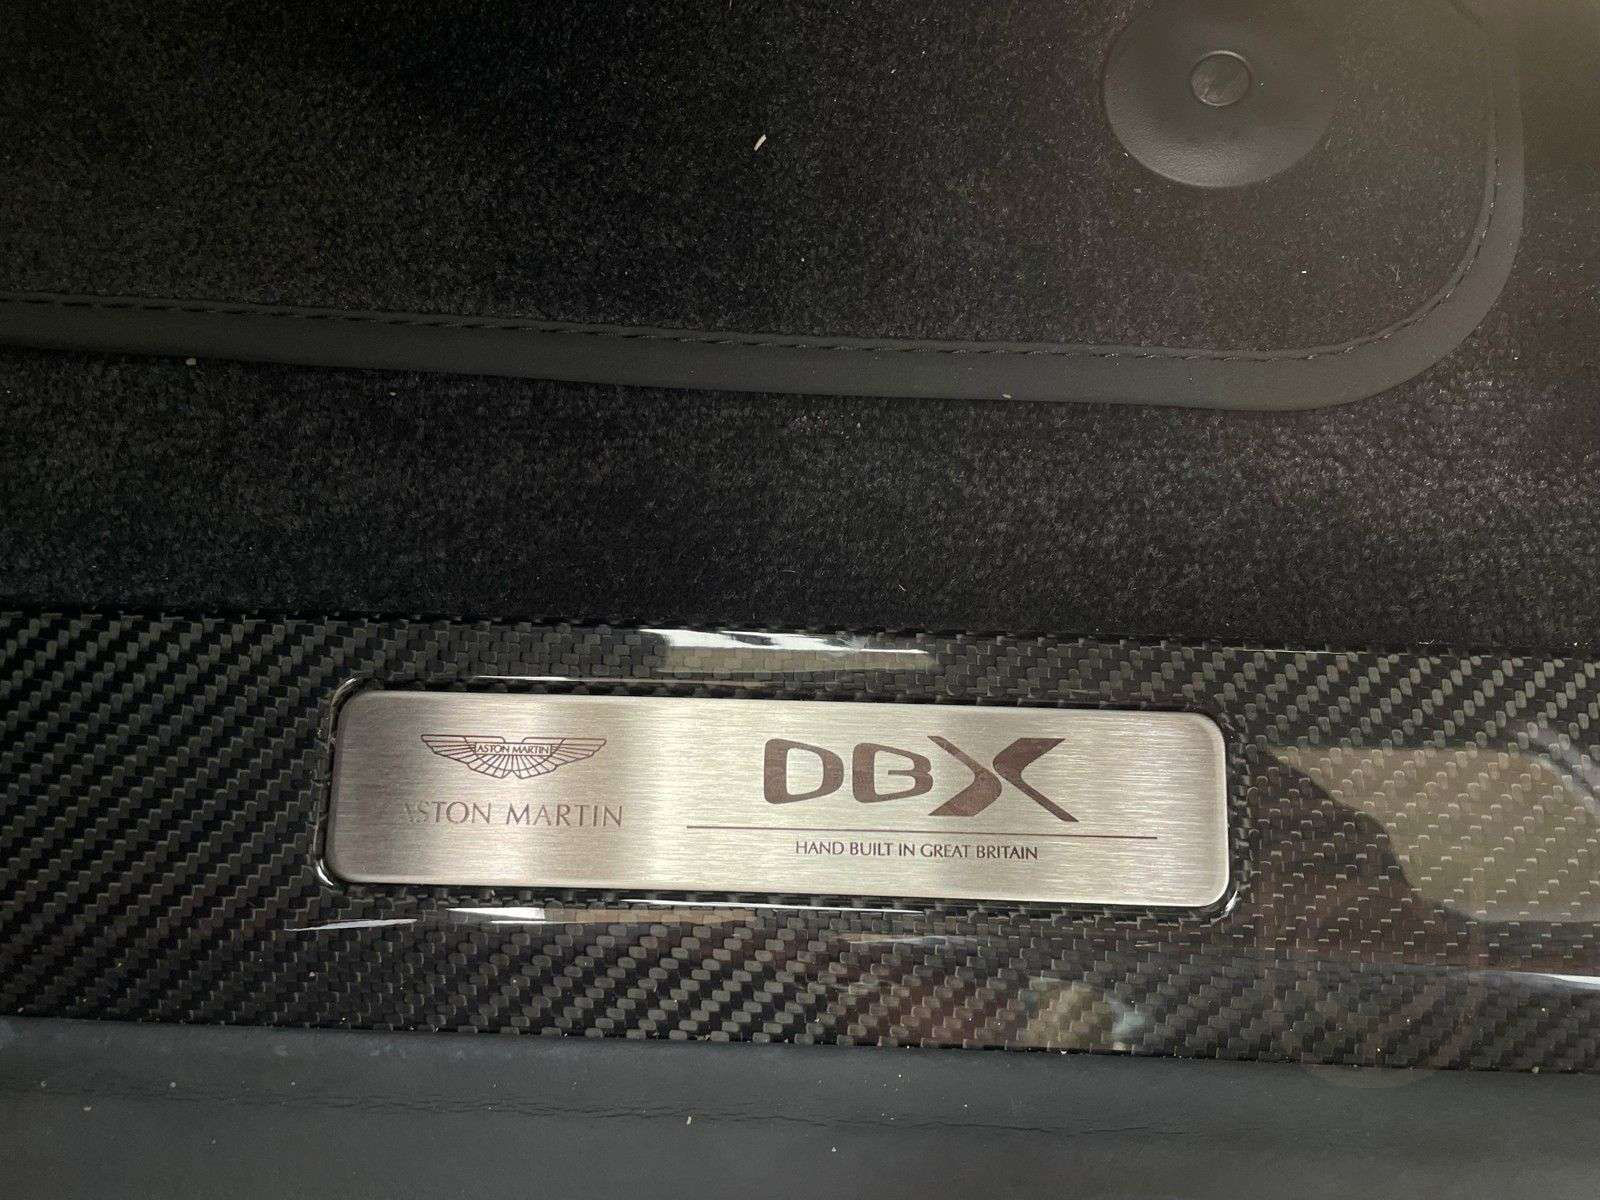 ASTON MARTIN
ASTON MARTIN
DBX
HAND BUILT IN GREAT BRITAIN